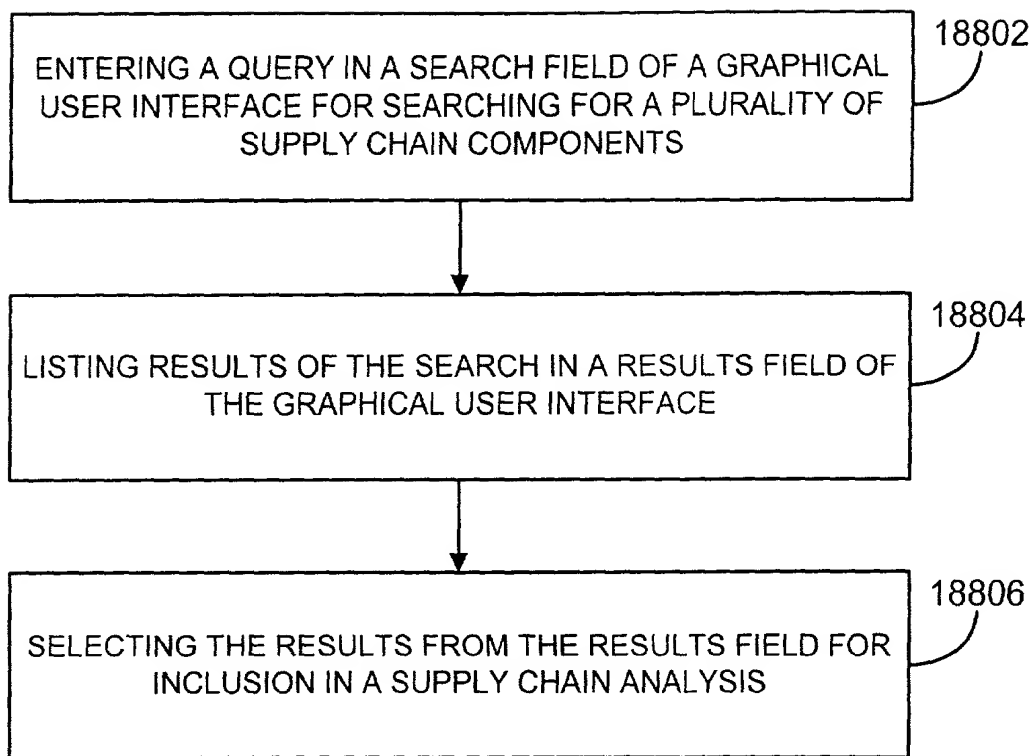 18802
ENTERING A QUERY IN A SEARCH FIELD OF A GRAPHICAL
USER INTERFACE FOR SEARCHING FOR A PLURALITY OF
SUPPLY CHAIN COMPONENTS
18804
LISTING RESULTS OF THE SEARCH IN A RESULTS FIELD OF
THE GRAPHICAL USER INTERFACE
18806
SELECTING THE RESULTS FROM THE RESULTS FIELD FOR
INCLUSION IN A SUPPLY CHAIN ANALYSIS